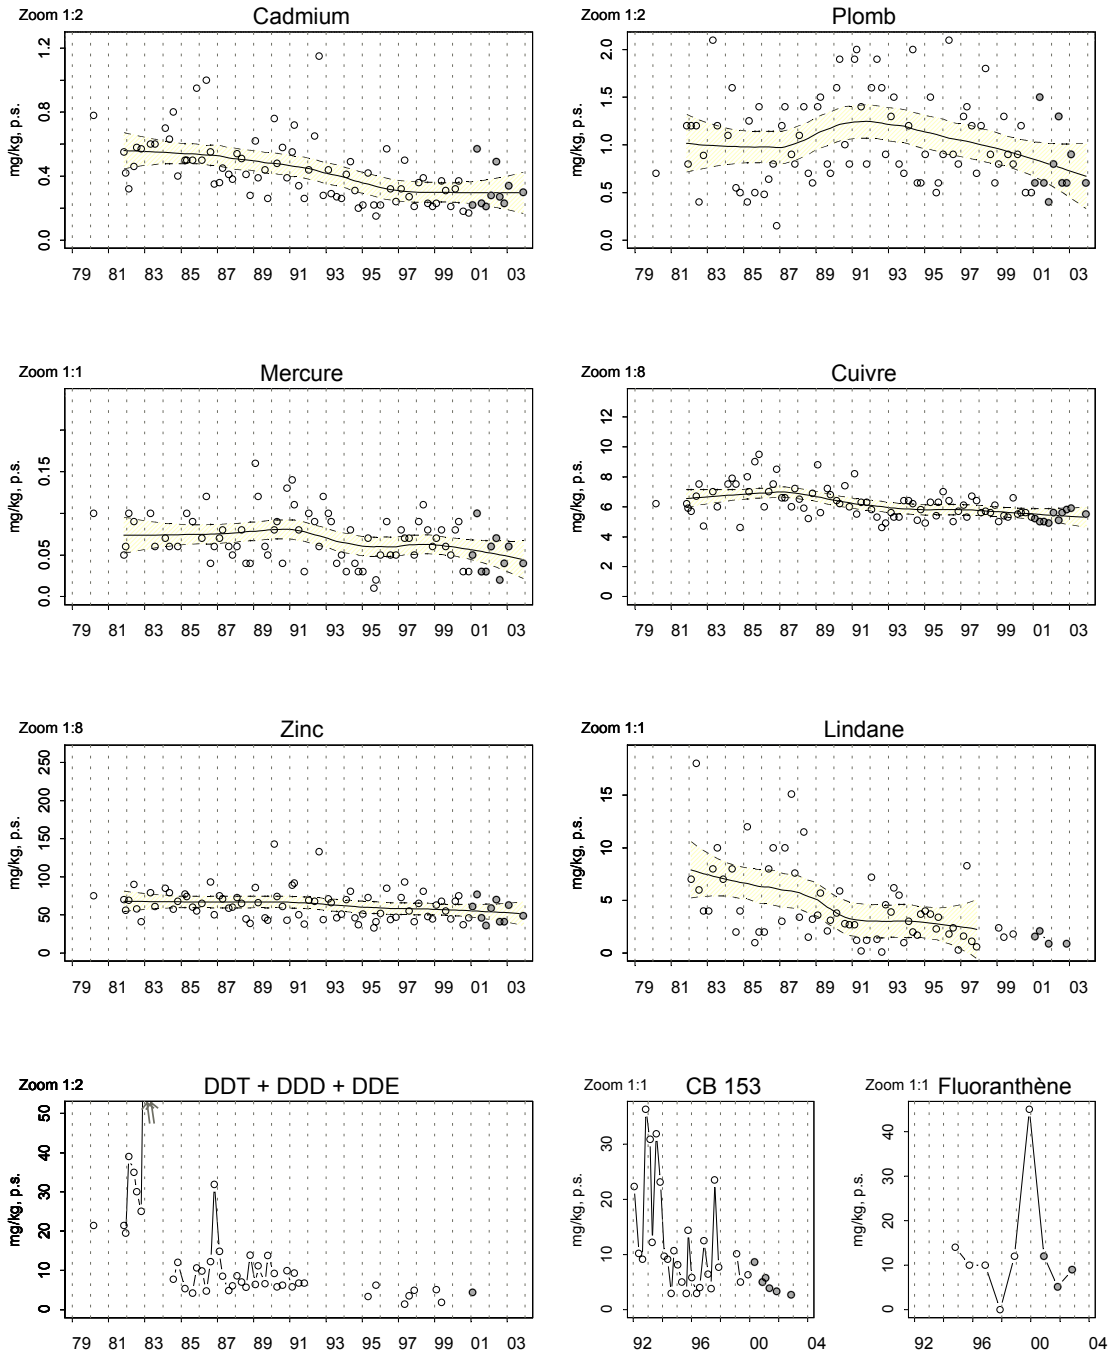 Zoom 1:2 Cadmium
mg/kg, p.s.
0.0 0.4 0.8 1.2
79 81 83 85 87 89 91 93 95 97 99 01 03
Zoom 1:2 Plomb
mg/kg, p.s.
0.0 0.5 1.0 1.5 2.0
79 81 83 85 87 89 91 93 95 97 99 01 03
Zoom 1:1 Mercure
mg/kg, p.s.
0.0 0.05 0.15
79 81 83 85 87 89 91 93 95 97 99 01 03
Zoom 1:8 Cuivre
mg/kg, p.s.
0 2 4 6 8 10 12
79 81 83 85 87 89 91 93 95 97 99 01 03
Zoom 1:8 Zinc
mg/kg, p.s.
0 50 100 150 200 250
79 81 83 85 87 89 91 93 95 97 99 01 03
Zoom 1:1 Lindane
mg/kg, p.s.
0 5 10 15
79 81 83 85 87 89 91 93 95 97 99 01 03
Zoom 1:2 DDT + DDD + DDE
mg/kg, p.s.
0 10 20 30 40 50
79 81 83 85 87 89 91 93 95 97 99 01 03
Zoom 1:1 CB 153
mg/kg, p.s.
0 10 20 30
92 96 00 04
Zoom 1:1 Fluoranthène
mg/kg, p.s.
0 10 20 30 40
92 96 00 04